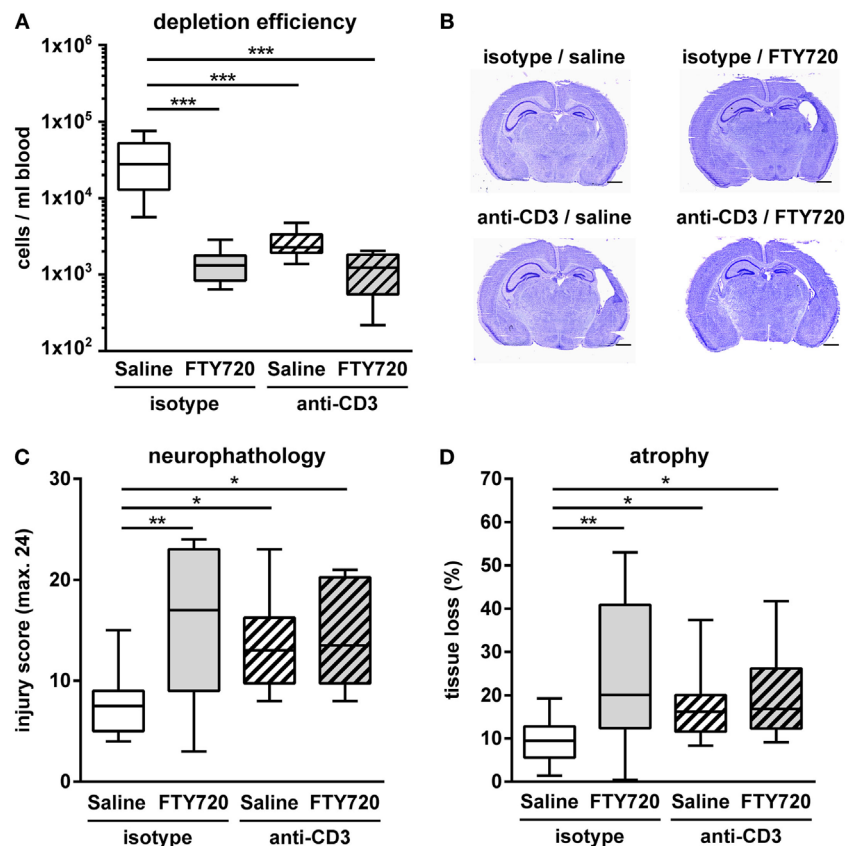 A
depletion efficiency
cells / ml blood
1x10^6
1x10^5
1x10^4
1x10^3
1x10^2
***
***
***
Saline FTY720 Saline FTY720
isotype anti-CD3
B
isotype / saline
isotype / FTY720
anti-CD3 / saline
anti-CD3 / FTY720
C
neurophathology
injury score (max. 24)
30
20
10
0
*
*
**
Saline FTY720 Saline FTY720
isotype anti-CD3
D
atrophy
tissue loss (%)
70
60
50
40
30
20
10
0
*
*
**
Saline FTY720 Saline FTY720
isotype anti-CD3